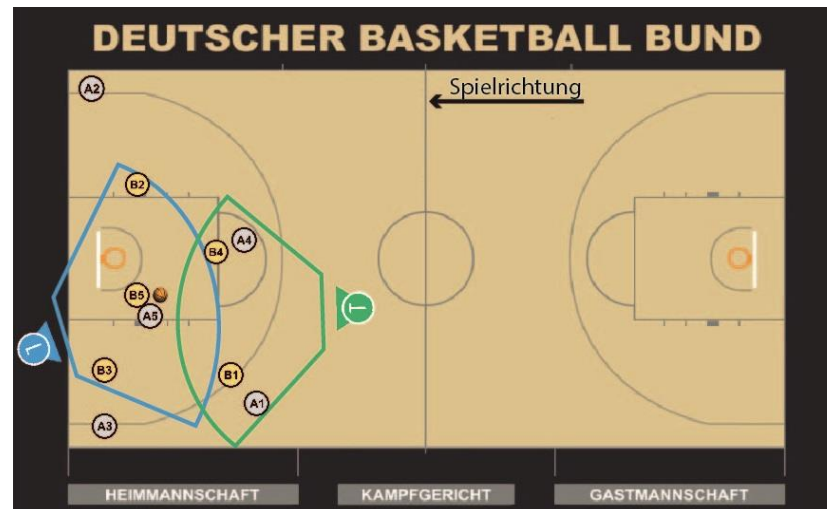 DEUTSCHER BASKETBALL BUND
Spielrichtung
A2
B2
A4
B4
B5
A5
T
L
B3
B1
A1
A3
HEIMMANNSCHAFT
KAMPFGERICHT
GASTMANNSCHAFT